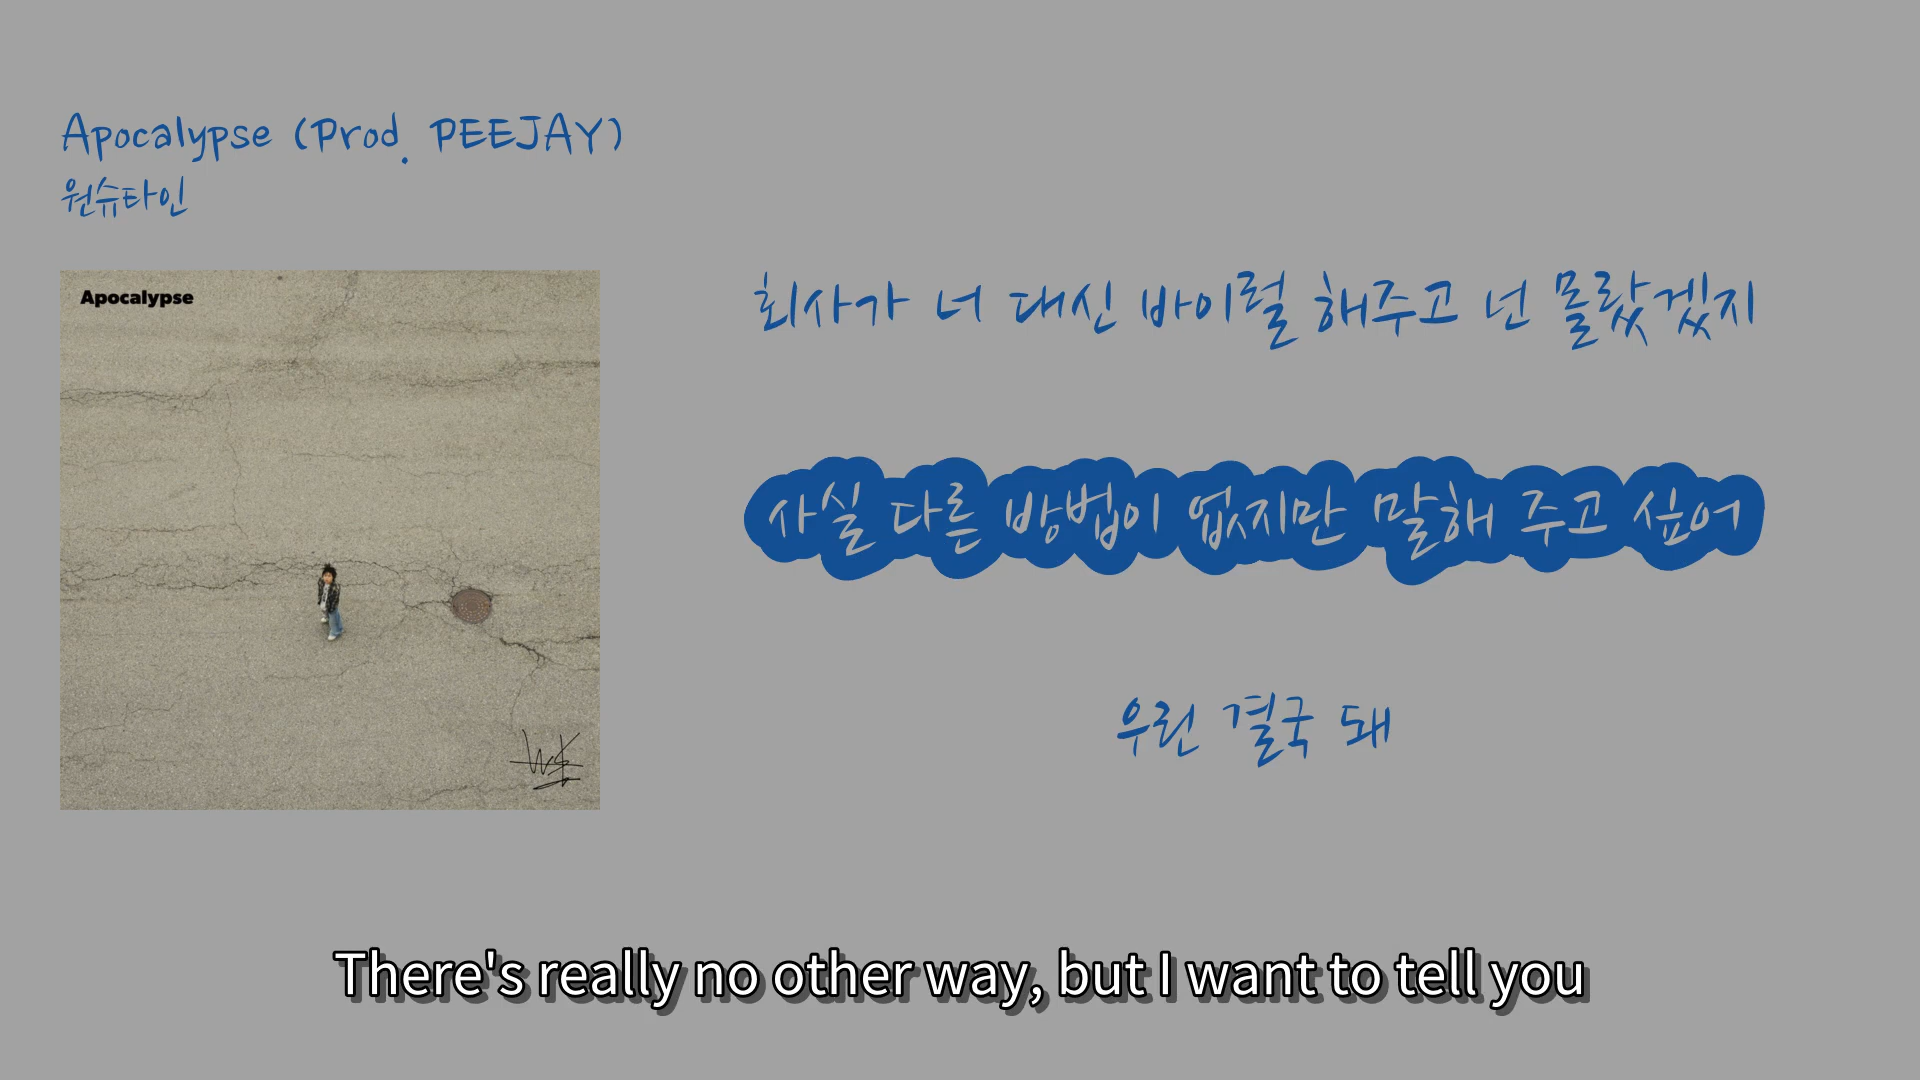 Apocalypse (Prod. PEEJAY)
원슈타인
Apocalypse
회사가 너 대신 바이럴 해주고 넌 몰랐겠지
사실 다른 방법이 없지만 말해 주고 싶어
우린 결국 돼
There's really no other way, but I want to tell you